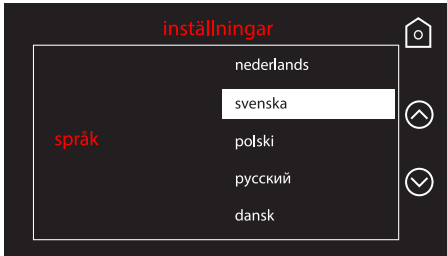 inställningar
nederlands
svenska
språk
polski
русский
dansk